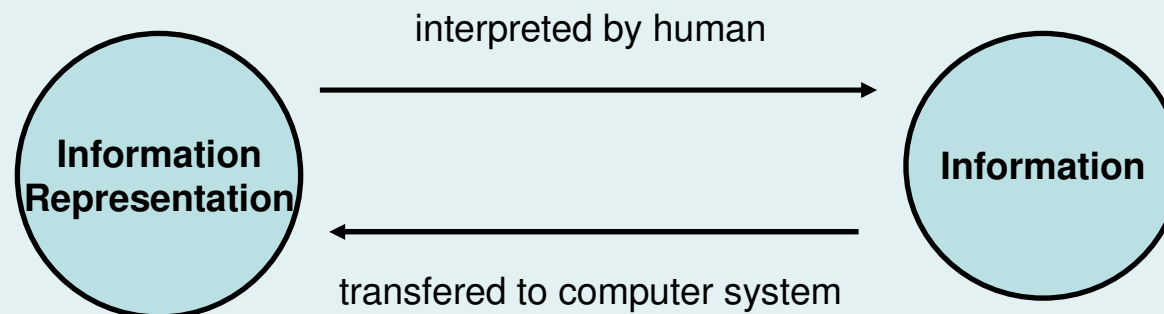 interpreted by human
Information
Representation
Information
transfered to computer system